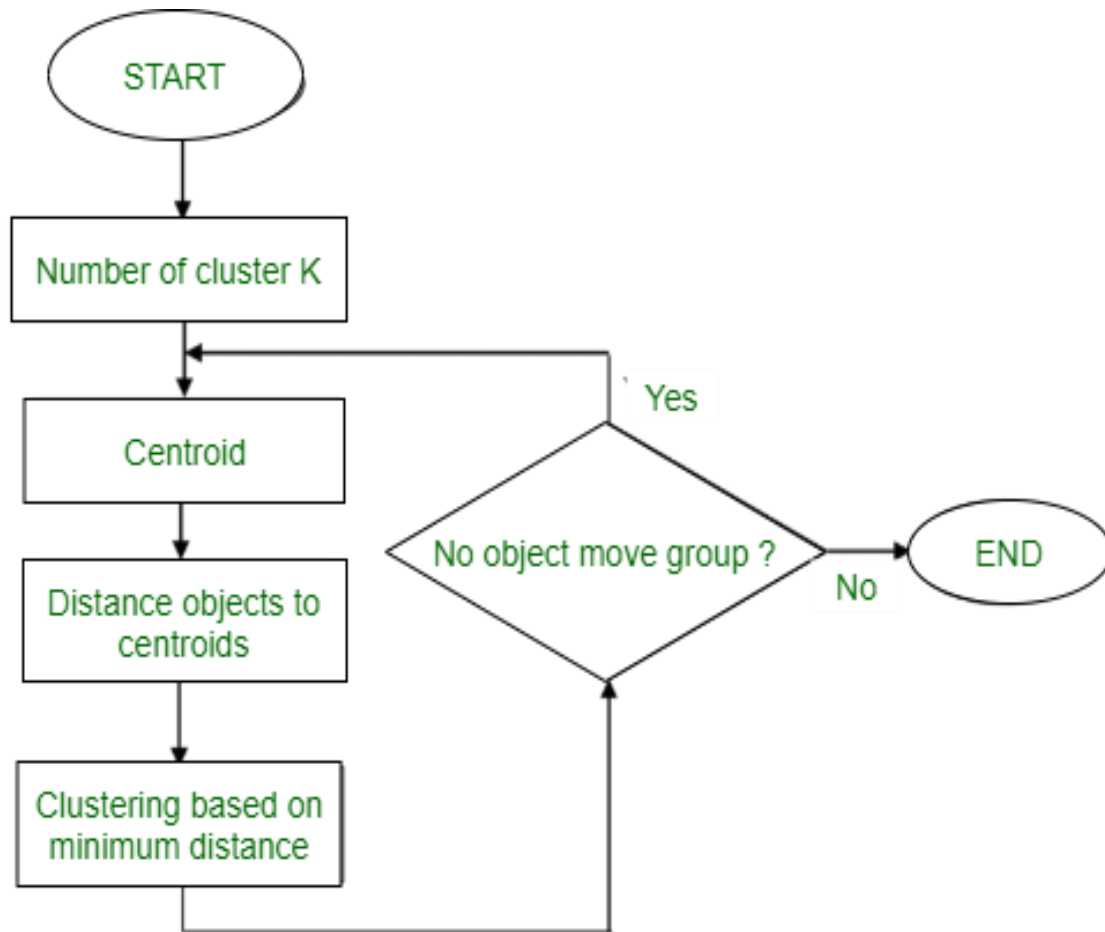 START
Number of cluster K
Centroid
Distance objects to
centroids
Clustering based on
minimum distance
No object move group ?
Yes
No
END